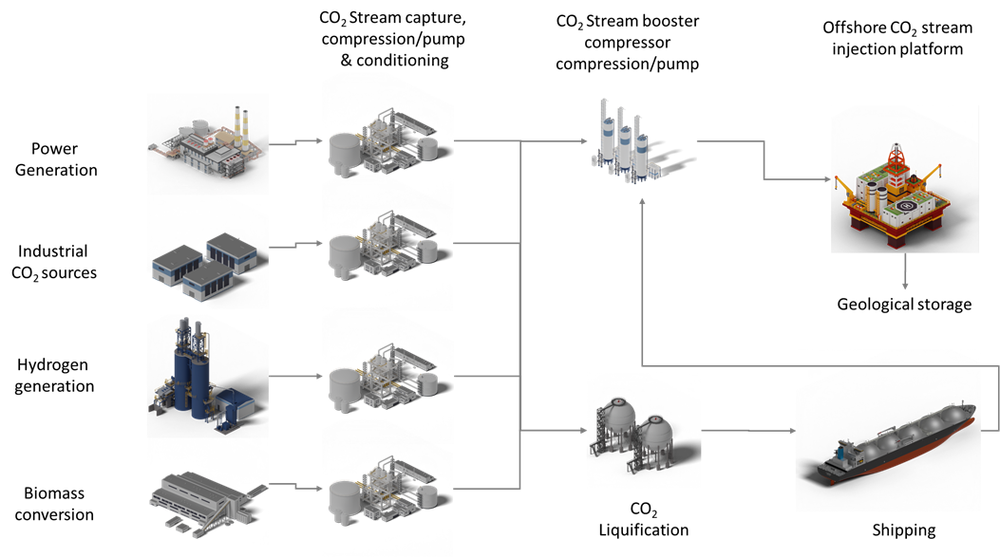 CO₂ Stream capture,
compression/pump
& conditioning
CO₂ Stream booster
compressor
compression/pump
Offshore CO₂ stream
injection platform
Power
Generation
Industrial
CO₂ sources
Geological storage
Hydrogen
generation
Biomass
conversion
CO₂
Liquification
Shipping